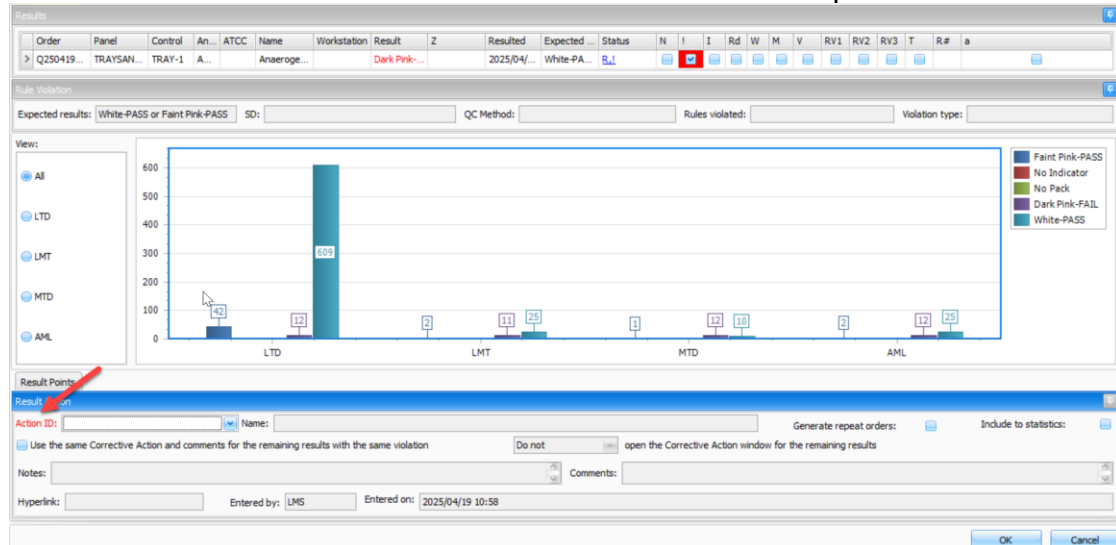 Results
Order Panel Control An... ATCC Name Workstation Result Z Resulted Expected ... Status N ! I Rd W M V RV1 RV2 RV3 T R# a
> Q250419... TRAYSAN... TRAY-1 A... Anaeroge... Dark Pink-... 2025/04/... White-PA... R,!
Rule Violation
Expected results: White-PASS or Faint Pink-PASS SD: QC Method: Rules violated: Violation type:
View:
All
LTD
LMT
MTD
AML
600
500
400
300
200
100
0
42 12 609 2 11 25 1 12 10 2 12 25
LTD LMT MTD AML
Faint Pink-PASS
No Indicator
No Pack
Dark Pink-FAIL
White-PASS
Result Points
Action ID: Name: Generate repeat orders: Include to statistics:
Use the same Corrective Action and comments for the remaining results with the same violation Do not open the Corrective Action window for the remaining results
Notes: Comments:
Hyperlink: Entered by: LMS Entered on: 2025/04/19 10:58
OK Cancel